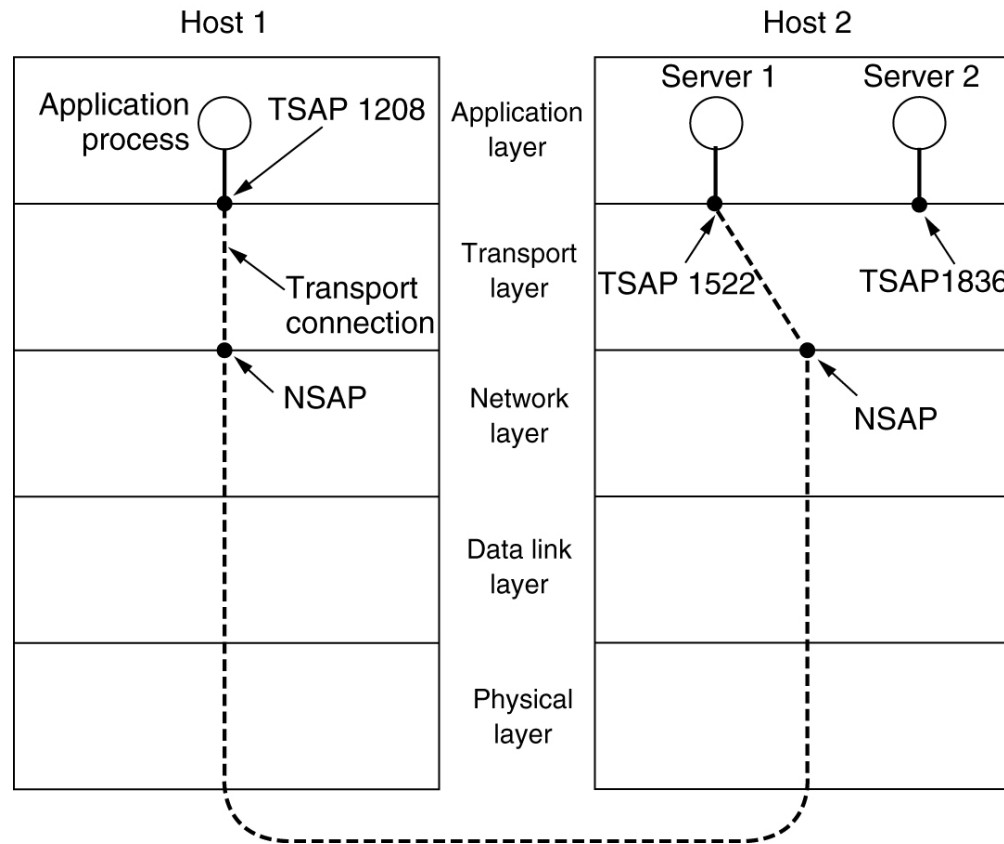 Host 1
Host 2
Application
process
TSAP 1208
Application
layer
Server 1
Server 2
Transport
connection
Transport
layer
TSAP 1522
TSAP1836
NSAP
Network
layer
NSAP
Data link
layer
Physical
layer